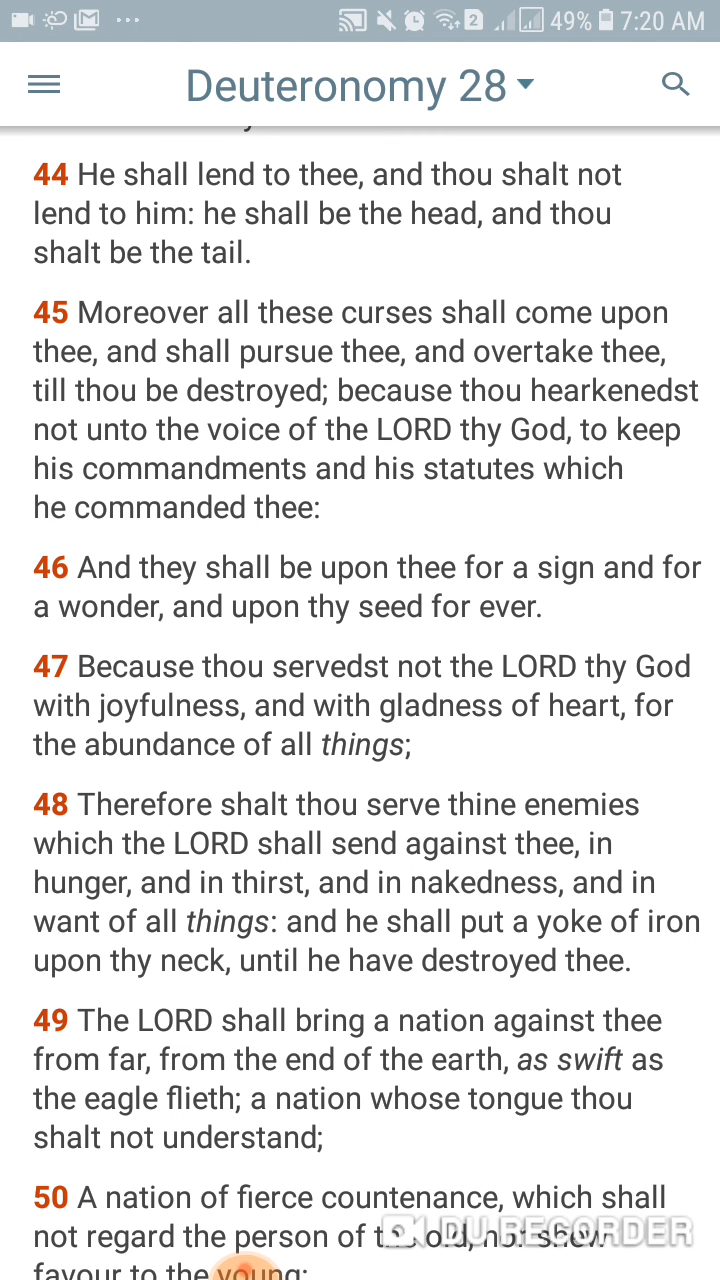 49% 7:20 AM
Deuteronomy 28
44 He shall lend to thee, and thou shalt not
lend to him: he shall be the head, and thou
shalt be the tail.
45 Moreover all these curses shall come upon
thee, and shall pursue thee, and overtake thee,
till thou be destroyed; because thou hearkenedst
not unto the voice of the LORD thy God, to keep
his commandments and his statutes which
he commanded thee:
46 And they shall be upon thee for a sign and for
a wonder, and upon thy seed for ever.
47 Because thou servedst not the LORD thy God
with joyfulness, and with gladness of heart, for
the abundance of all things;
48 Therefore shalt thou serve thine enemies
which the LORD shall send against thee, in
hunger, and in thirst, and in nakedness, and in
want of all things: and he shall put a yoke of iron
upon thy neck, until he have destroyed thee.
49 The LORD shall bring a nation against thee
from far, from the end of the earth, as swift as
the eagle flieth; a nation whose tongue thou
shalt not understand;
50 A nation of fierce countenance, which shall
not regard the person of the old, nor shew
DU RECORDER
favour to the young: